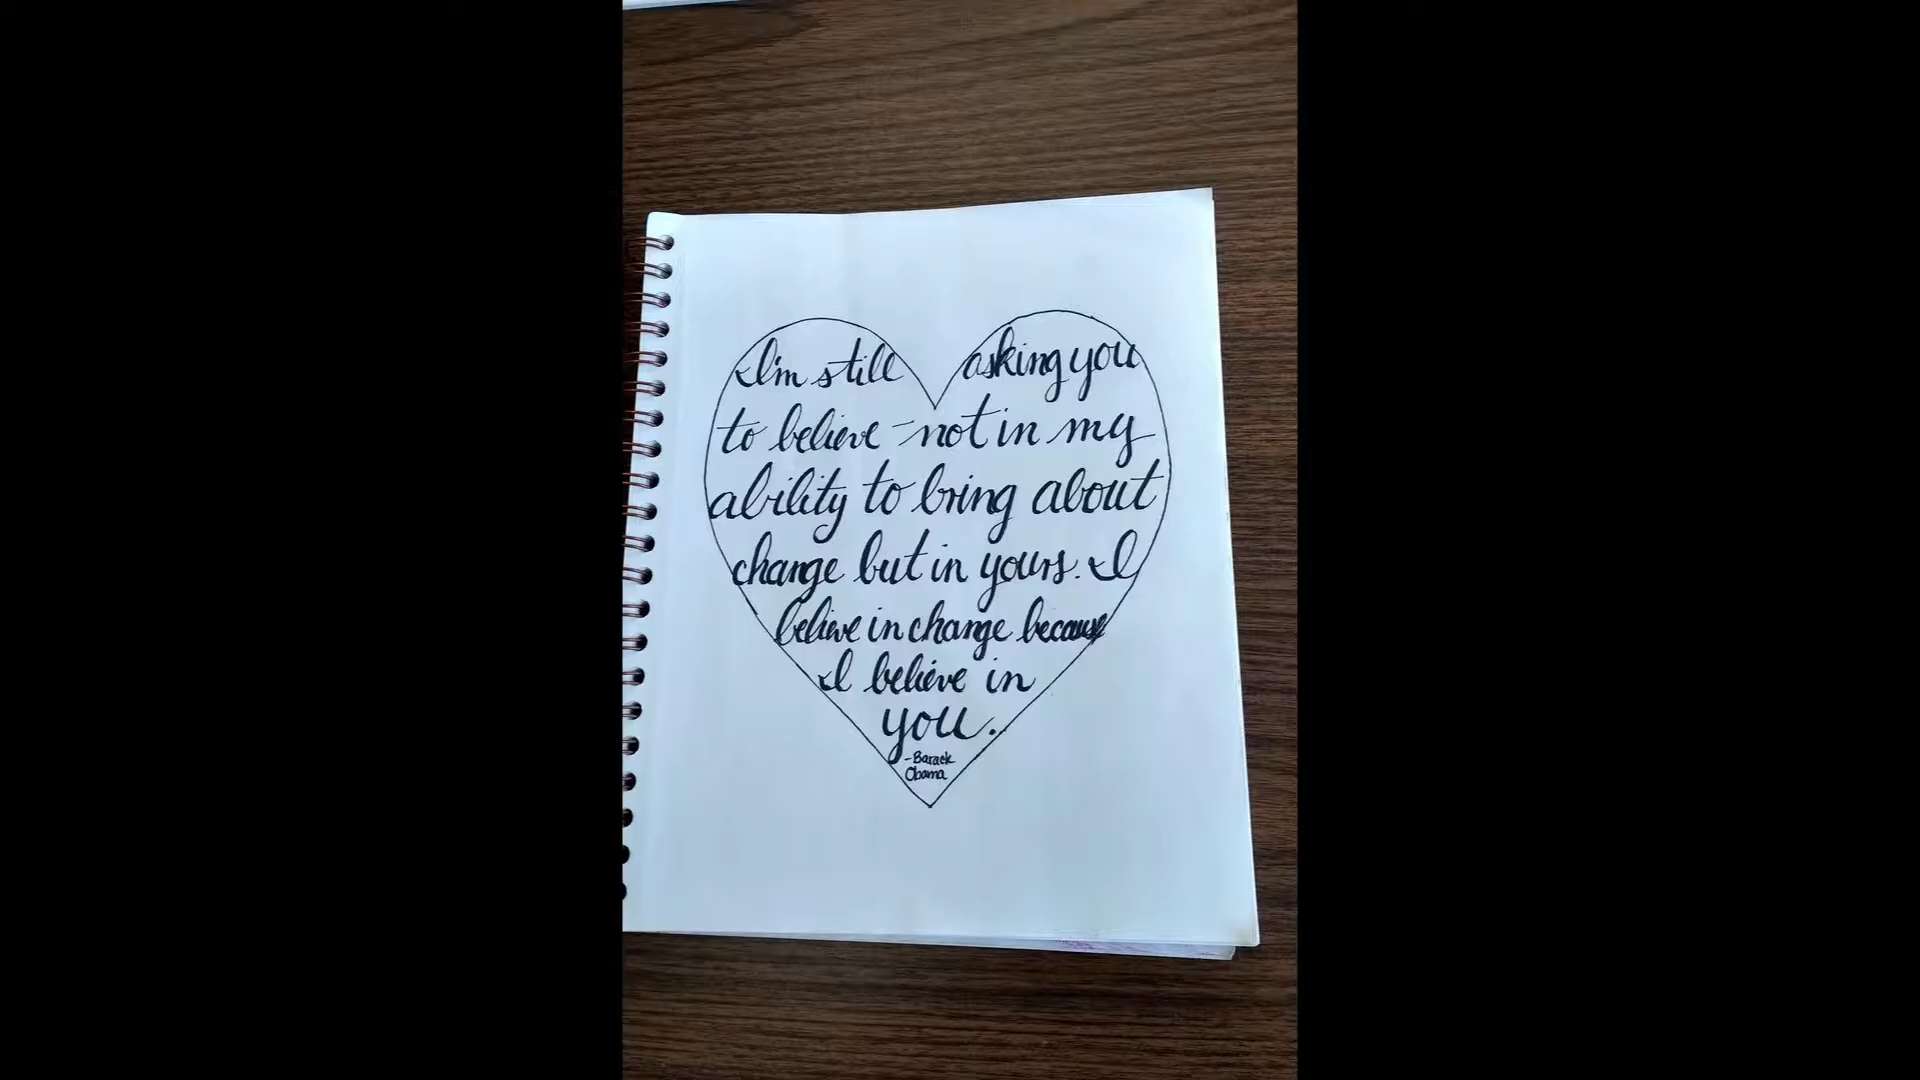 I'm still asking you
to believe - not in my
ability to bring about
change but in yours. I
believe in change because
I believe in
you.
-Barack
Obama